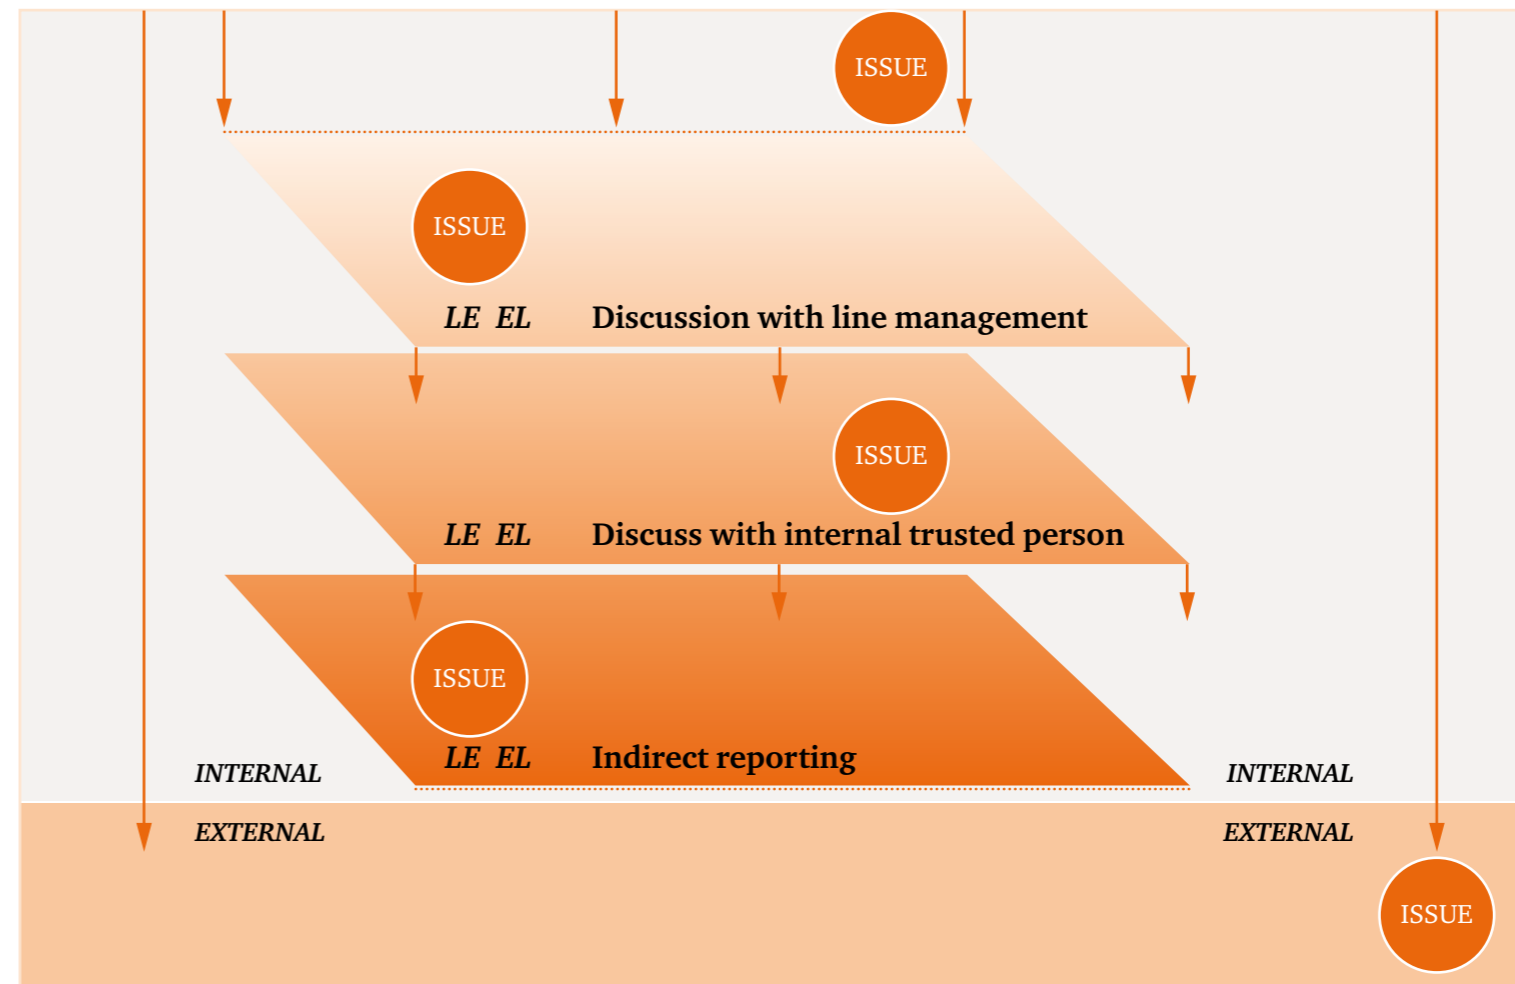 ISSUE
ISSUE
LE EL Discussion with line management
ISSUE
LE EL Discuss with internal trusted person
ISSUE
LE EL Indirect reporting
INTERNAL INTERNAL
EXTERNAL EXTERNAL
ISSUE